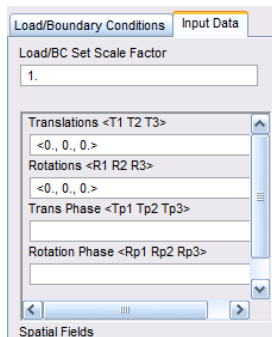 Load/Boundary Conditions Input Data
Load/BC Set Scale Factor
1.
Translations <T1 T2 T3>
<0., 0., 0.>
Rotations <R1 R2 R3>
<0., 0., 0.>
Trans Phase <Tp1 Tp2 Tp3>
Rotation Phase <Rp1 Rp2 Rp3>
Spatial Fields